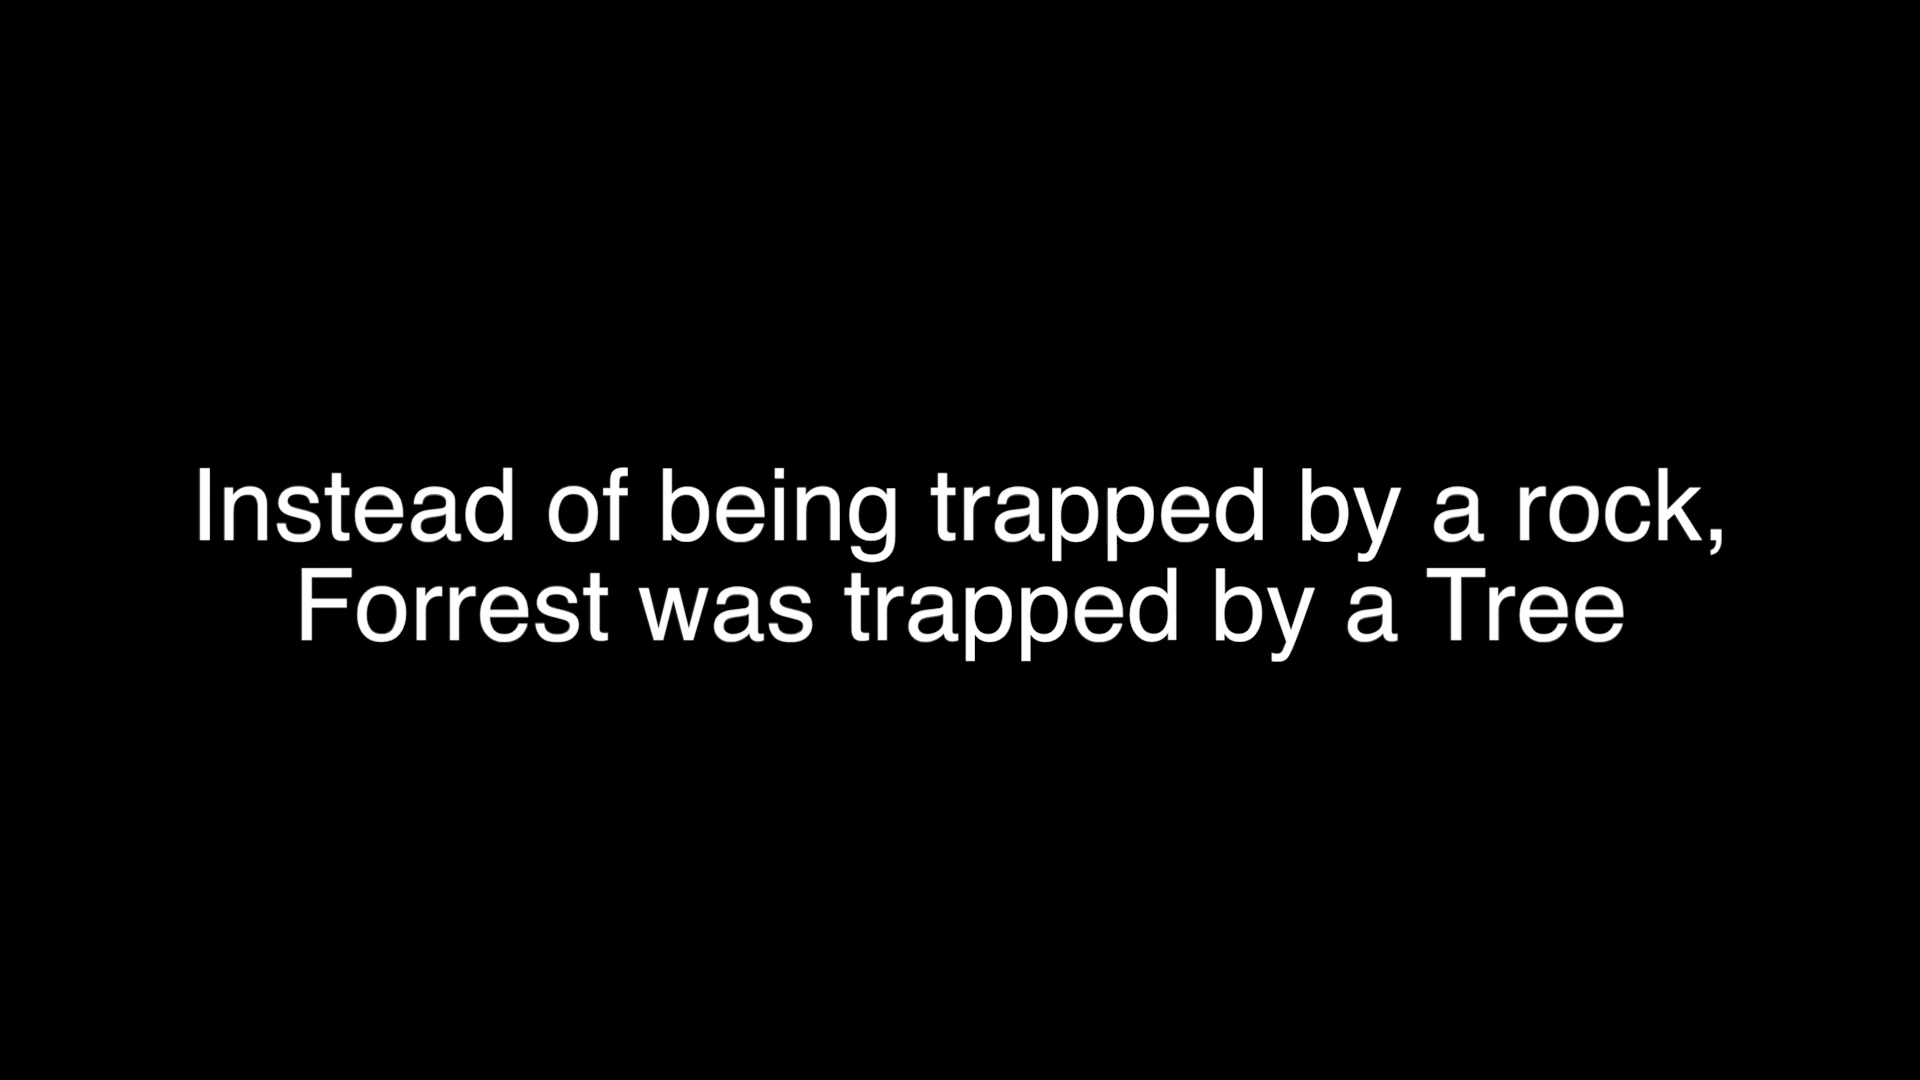 Instead of being trapped by a rock,
Forrest was trapped by a Tree